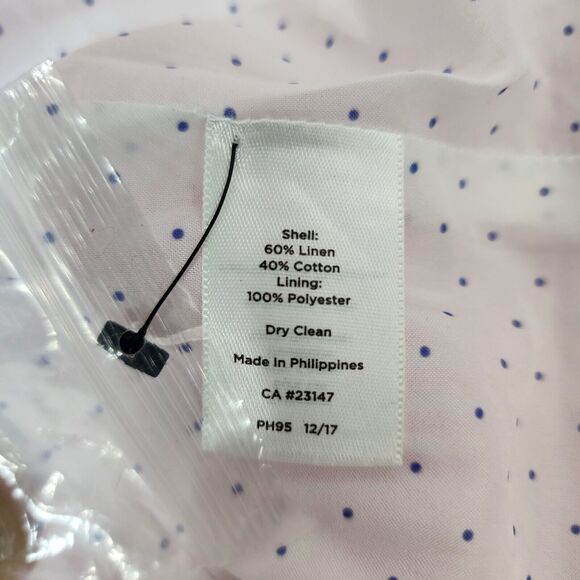 Shell:
60% Linen
40% Cotton
Lining:
100% Polyester
Dry Clean
Made In Philippines
CA #23147
PH95 12/17